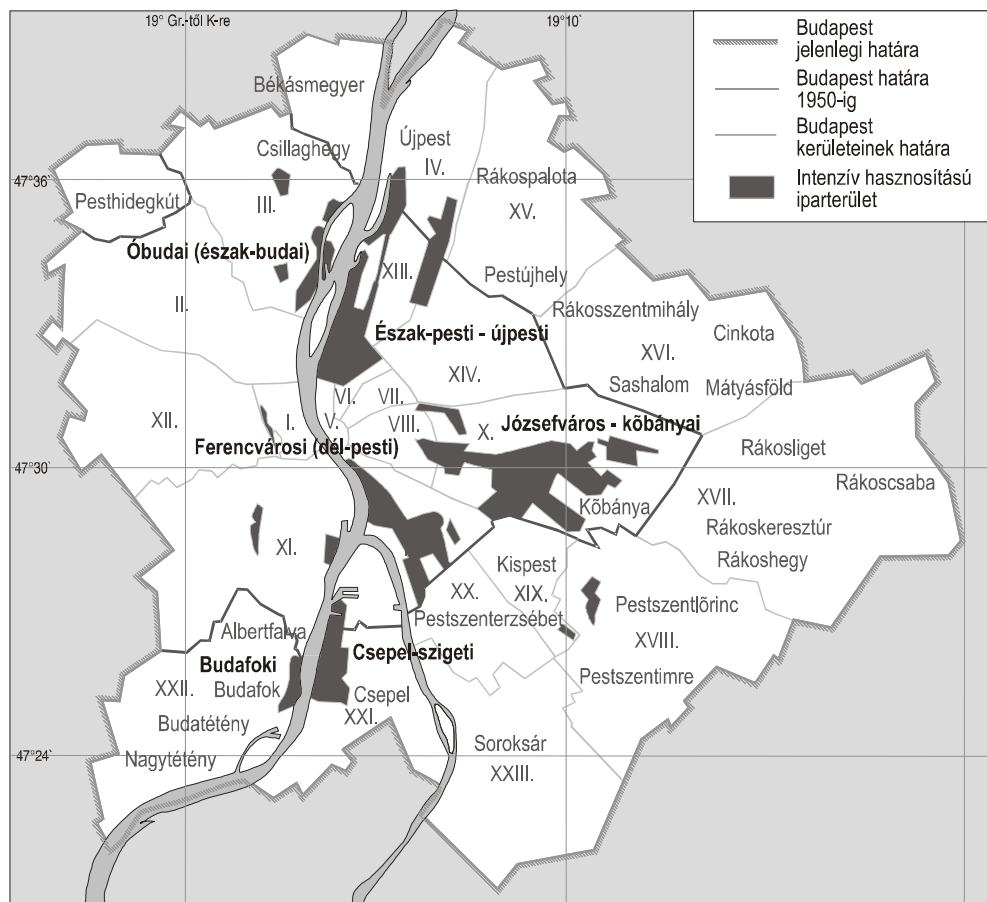 19° Gr.-től K-re
19°10`
Budapest
jelenlegi határa
Budapest határa
1950-ig
Budapest
kerületeinek határa
Intenzív hasznosítású
iparterület
Békásmegyer
Csillaghegy
Újpest
IV.
47°36`
Pesthidegkút
III.
Rákospalota
XV.
Óbudai (észak-budai)
XIII.
Pestújhely
II.
Rákosszentmihály
Cinkota
Észak-pesti - újpesti
XVI.
XIV.
Sashalom
Mátyásföld
VI.
VII.
XII.
I.
V.
VIII.
X.
Józsefváros - kõbányai
Ferencvárosi (dél-pesti)
Rákosliget
47°30`
Rákoscsaba
XVII.
Kõbánya
Rákoskeresztúr
XI.
Rákoshegy
Kispest
XX.
XIX.
Pestszenterzsébet
Pestszentlõrinc
Albertfalva
XVIII.
Budafoki
Csepel-szigeti
Pestszentimre
XXII.
Budafok
Csepel
XXI.
Budatétény
Soroksár
47°24`
Nagytétény
XXIII.